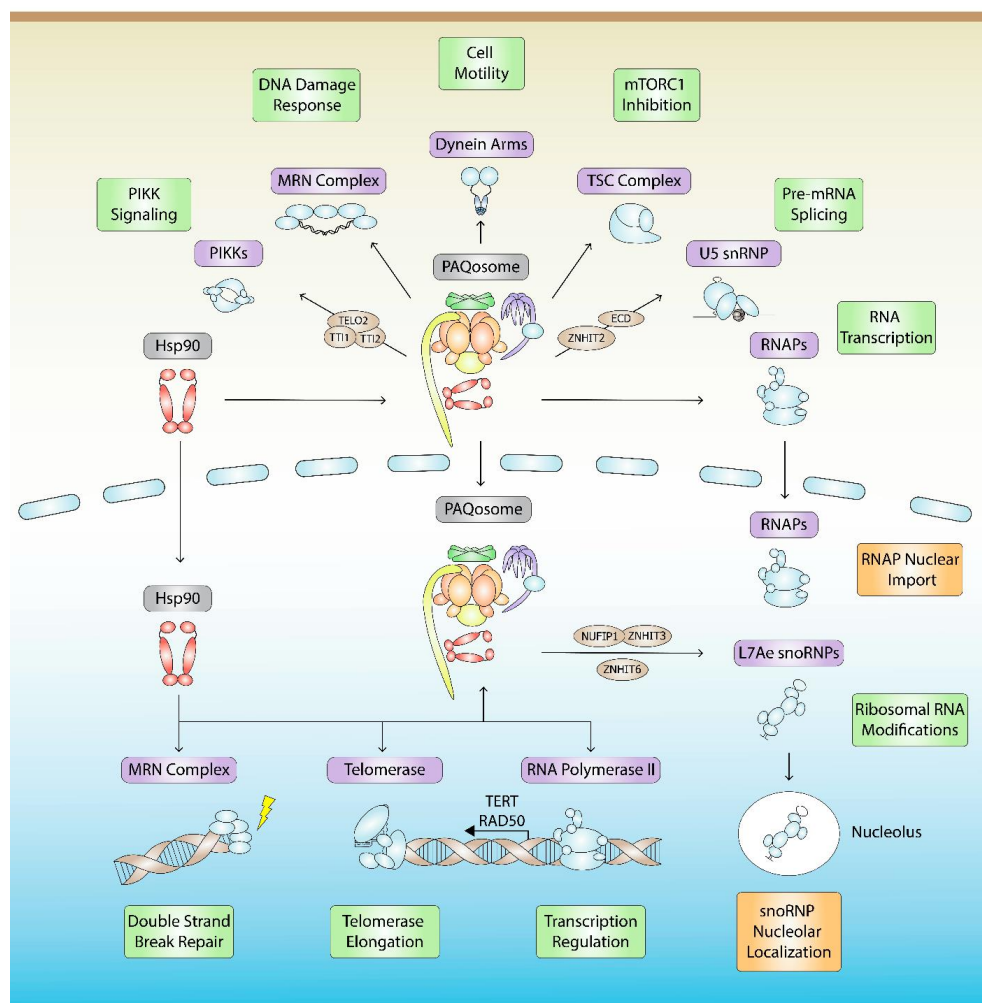 Cell
Motility
DNA Damage
Response
mTORC1
Inhibition
Dynein Arms
MRN Complex
TSC Complex
PIKK
Signaling
Pre-mRNA
Splicing
PIKKs
PAQosome
U5 snRNP
TELO2
TTI1
TTI2
ECD
ZNHIT2
RNA
Transcription
Hsp90
RNAPs
PAQosome
RNAPs
RNAP Nuclear
Import
Hsp90
NUFIP1
ZNHIT3
ZNHIT6
L7Ae snoRNPs
Ribosomal RNA
Modifications
MRN Complex
Telomerase
RNA Polymerase II
TERT
RAD50
Nucleolus
Double Strand
Break Repair
Telomerase
Elongation
Transcription
Regulation
snoRNP
Nucleolar
Localization